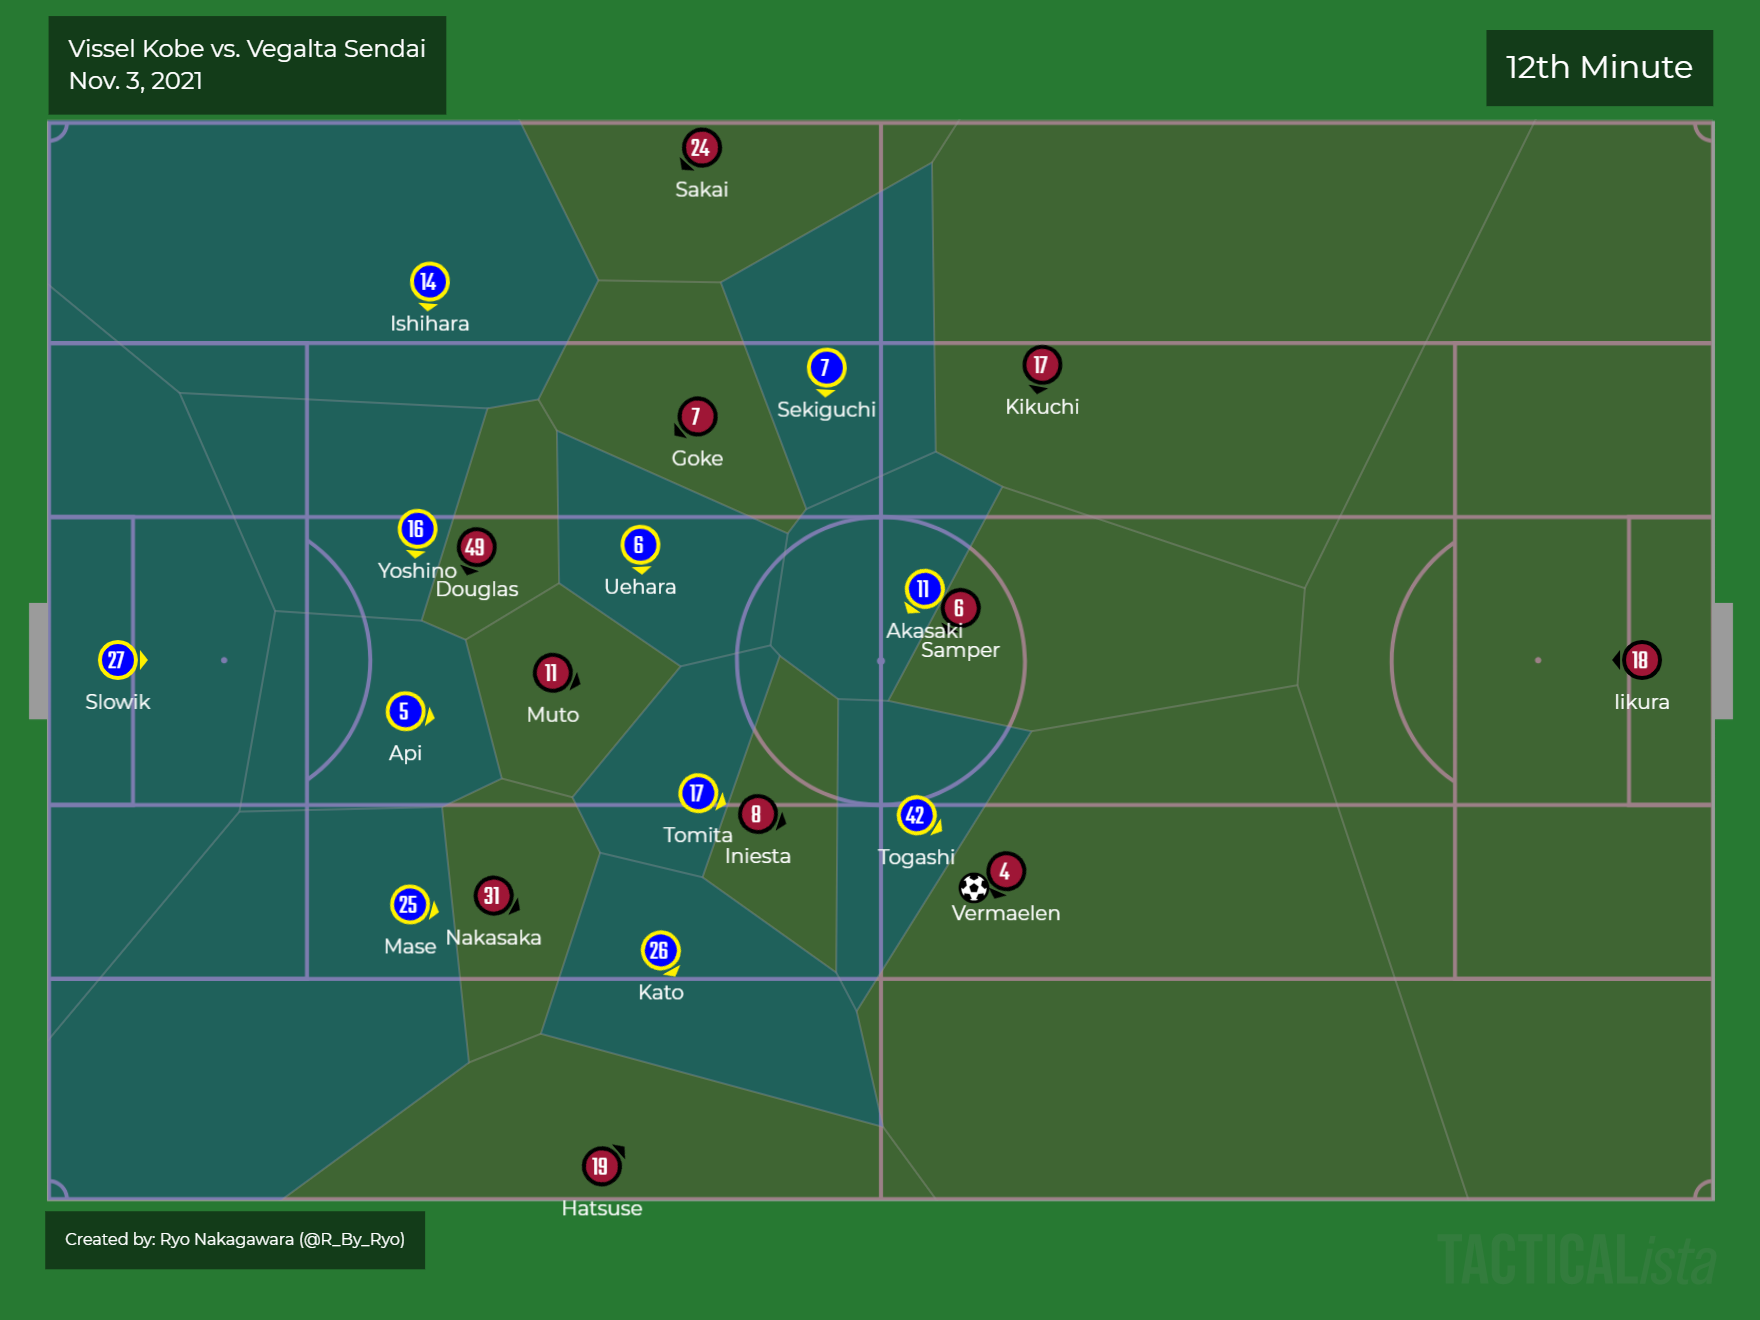 Vissel Kobe vs. Vegalta Sendai
Nov. 3, 2021
12th Minute
24
Sakai
14
Ishihara
7
Sekiguchi
17
Kikuchi
7
Goke
16
Yoshino
49
Douglas
6
Uehara
11
Akasaki
6
Samper
27
Slowik
18
Iikura
11
Muto
5
Api
17
Tomita
8
Iniesta
42
Togashi
4
Vermaelen
25
Mase
31
Nakasaka
26
Kato
19
Hatsuse
Created by: Ryo Nakagawara (@R_By_Ryo)
TACTICALista